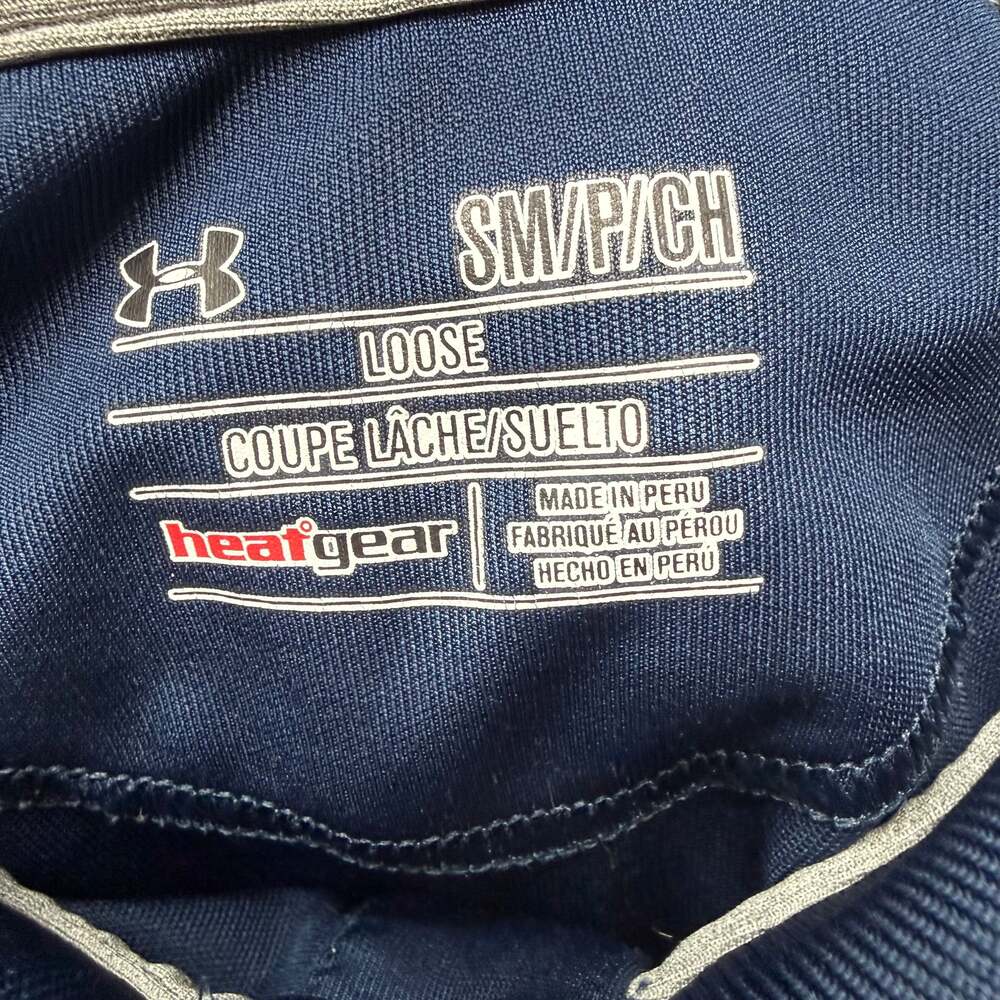 SM/P/CH
LOOSE
COUPE LÂCHE/SUELTO
heatgear
MADE IN PERU
FABRIQUÉ AU PÉROU
HECHO EN PERÚ